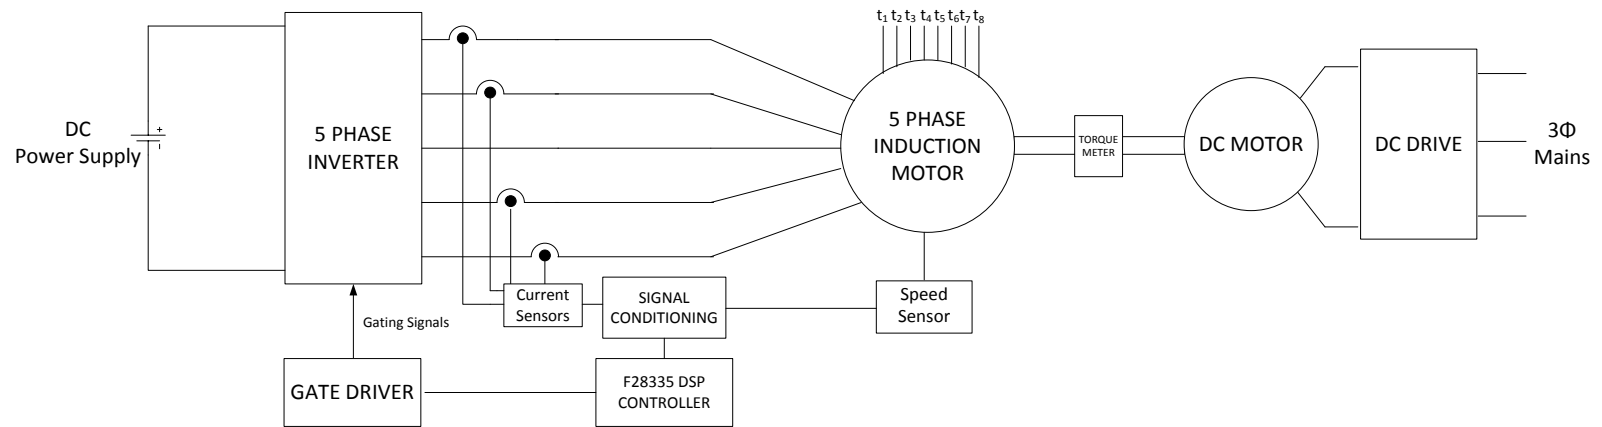 t1 t2 t3 t4 t5 t6 t7 t8
DC
Power Supply
+
-
5 PHASE
INVERTER
5 PHASE
INDUCTION
MOTOR
TORQUE
METER
DC MOTOR
DC DRIVE
3Φ
Mains
Current
Sensors
SIGNAL
CONDITIONING
Speed
Sensor
Gating Signals
GATE DRIVER
F28335 DSP
CONTROLLER